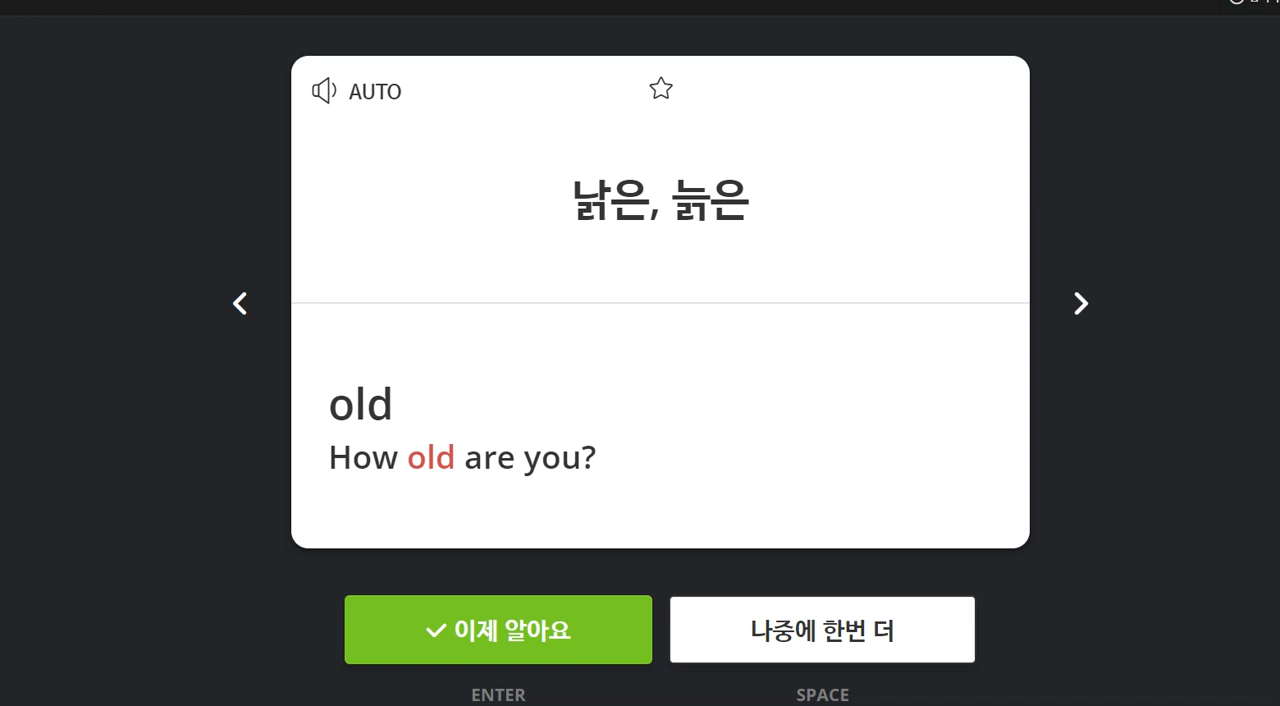 AUTO
낡은, 늙은
old
How old are you?
이제 알아요
나중에 한번 더
ENTER
SPACE